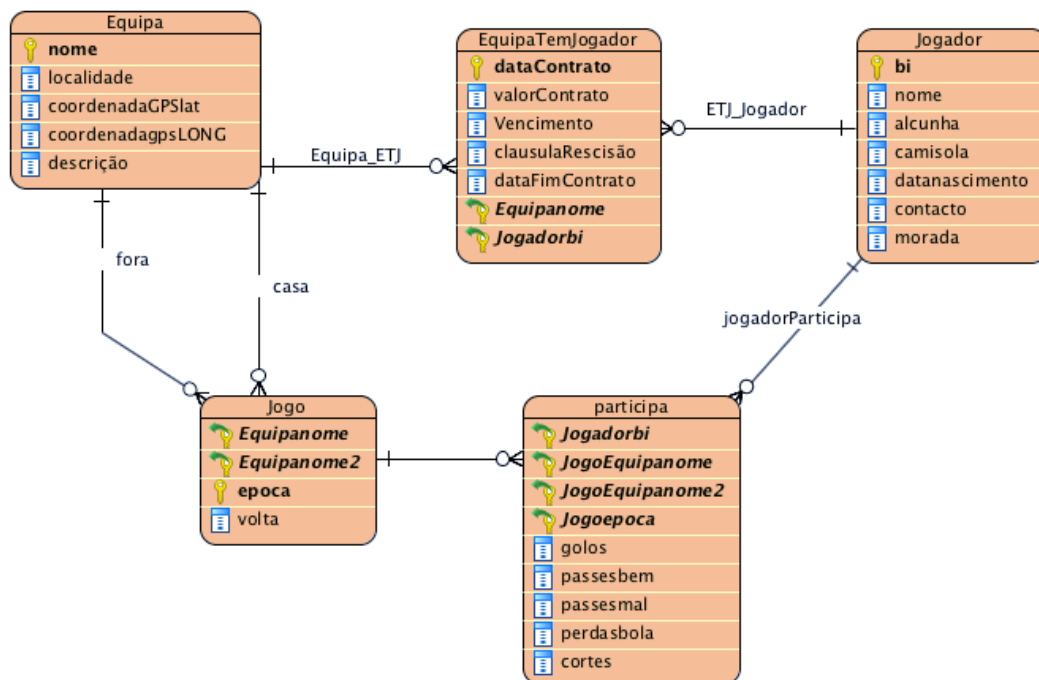 Equipa
nome
localidade
coordenadaGPSlat
coordenadagpsLONG
descrição
EquipaTemJogador
dataContrato
valorContrato
Vencimento
clausulaRescisão
dataFimContrato
Equipanome
Jogadorbi
Jogador
bi
nome
alcunha
camisola
datanascimento
contacto
morada
Equipa_ETJ
ETJ_Jogador
fora
casa
jogadorParticipa
Jogo
Equipanome
Equipanome2
epoca
volta
participa
Jogadorbi
JogoEquipanome
JogoEquipanome2
Jogoepoca
golos
passesbem
passesmal
perdasbola
cortes